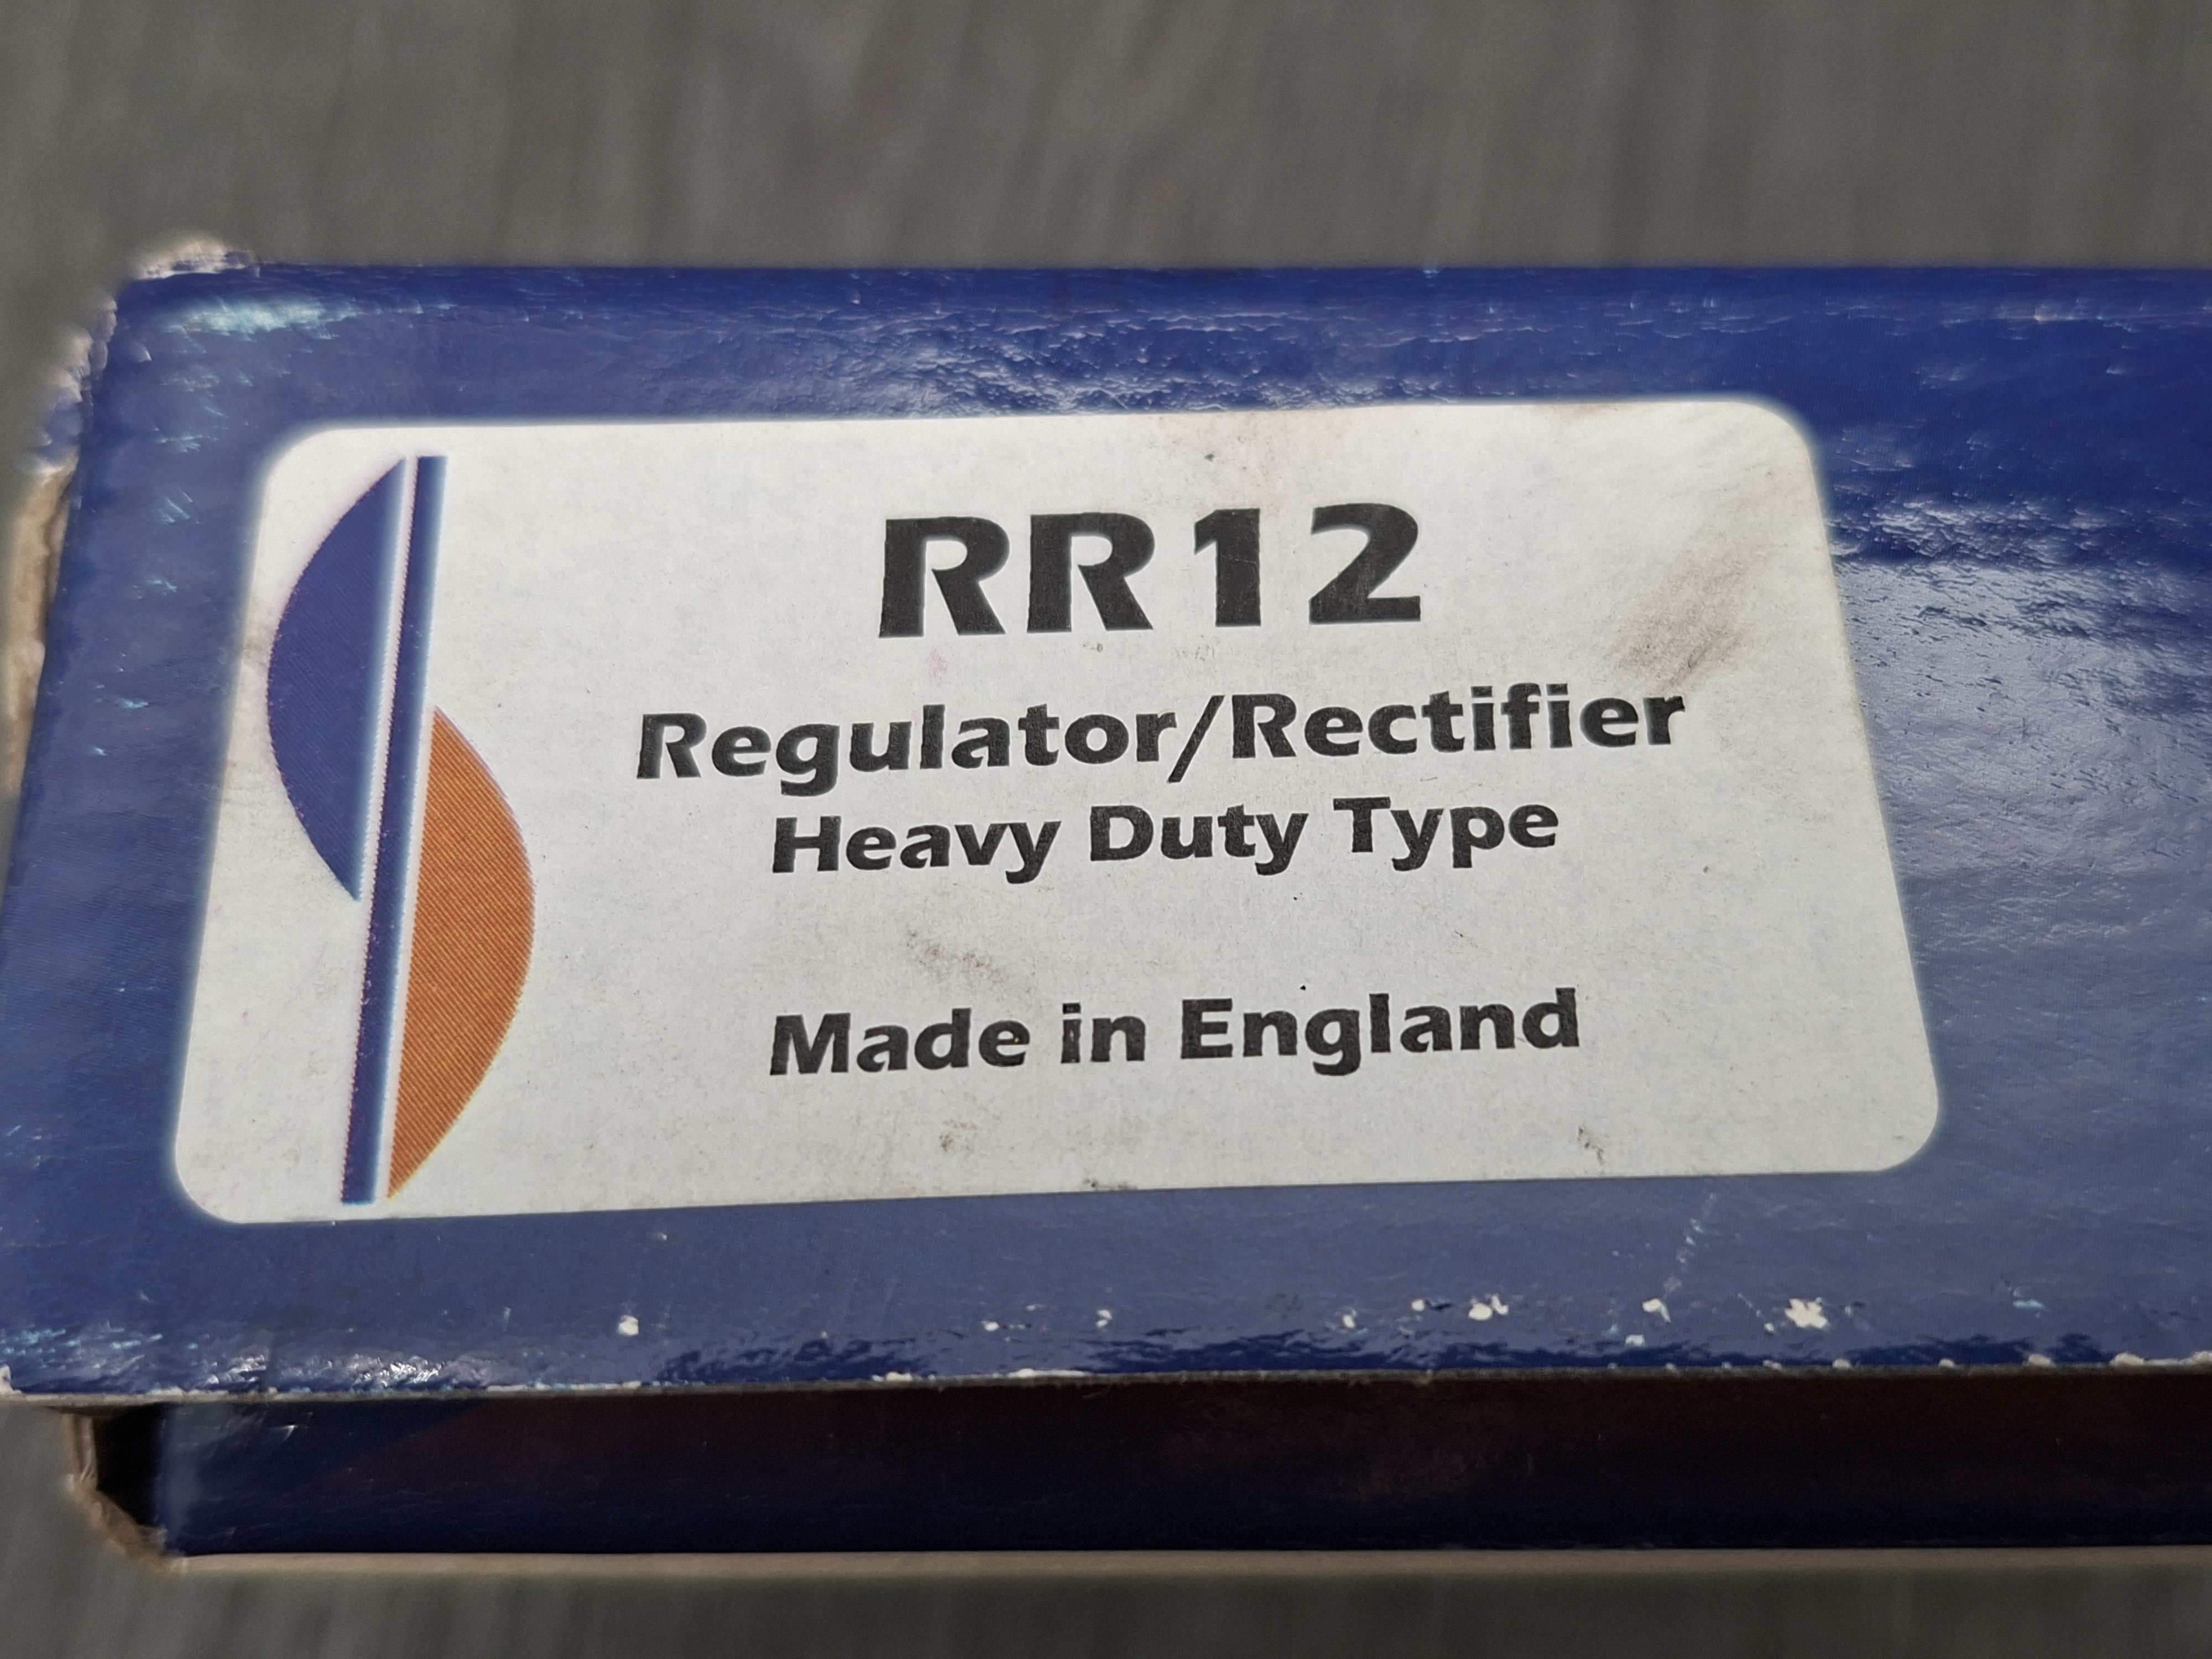 RR12
Regulator/Rectifier
Heavy Duty Type
Made in England